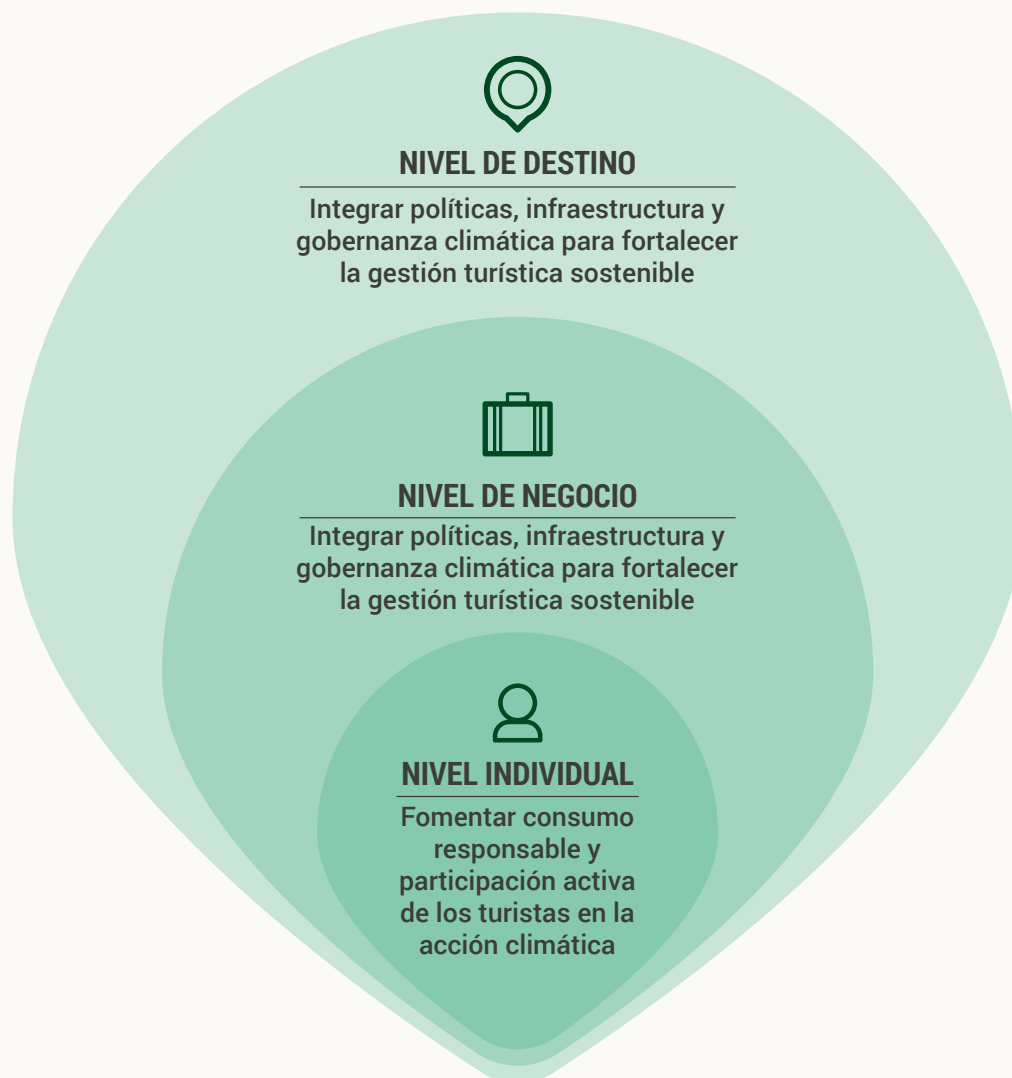 NIVEL DE DESTINO
Integrar políticas, infraestructura y
gobernanza climática para fortalecer
la gestión turística sostenible
NIVEL DE NEGOCIO
Integrar políticas, infraestructura y
gobernanza climática para fortalecer
la gestión turística sostenible
NIVEL INDIVIDUAL
Fomentar consumo
responsable y
participación activa
de los turistas en la
acción climática